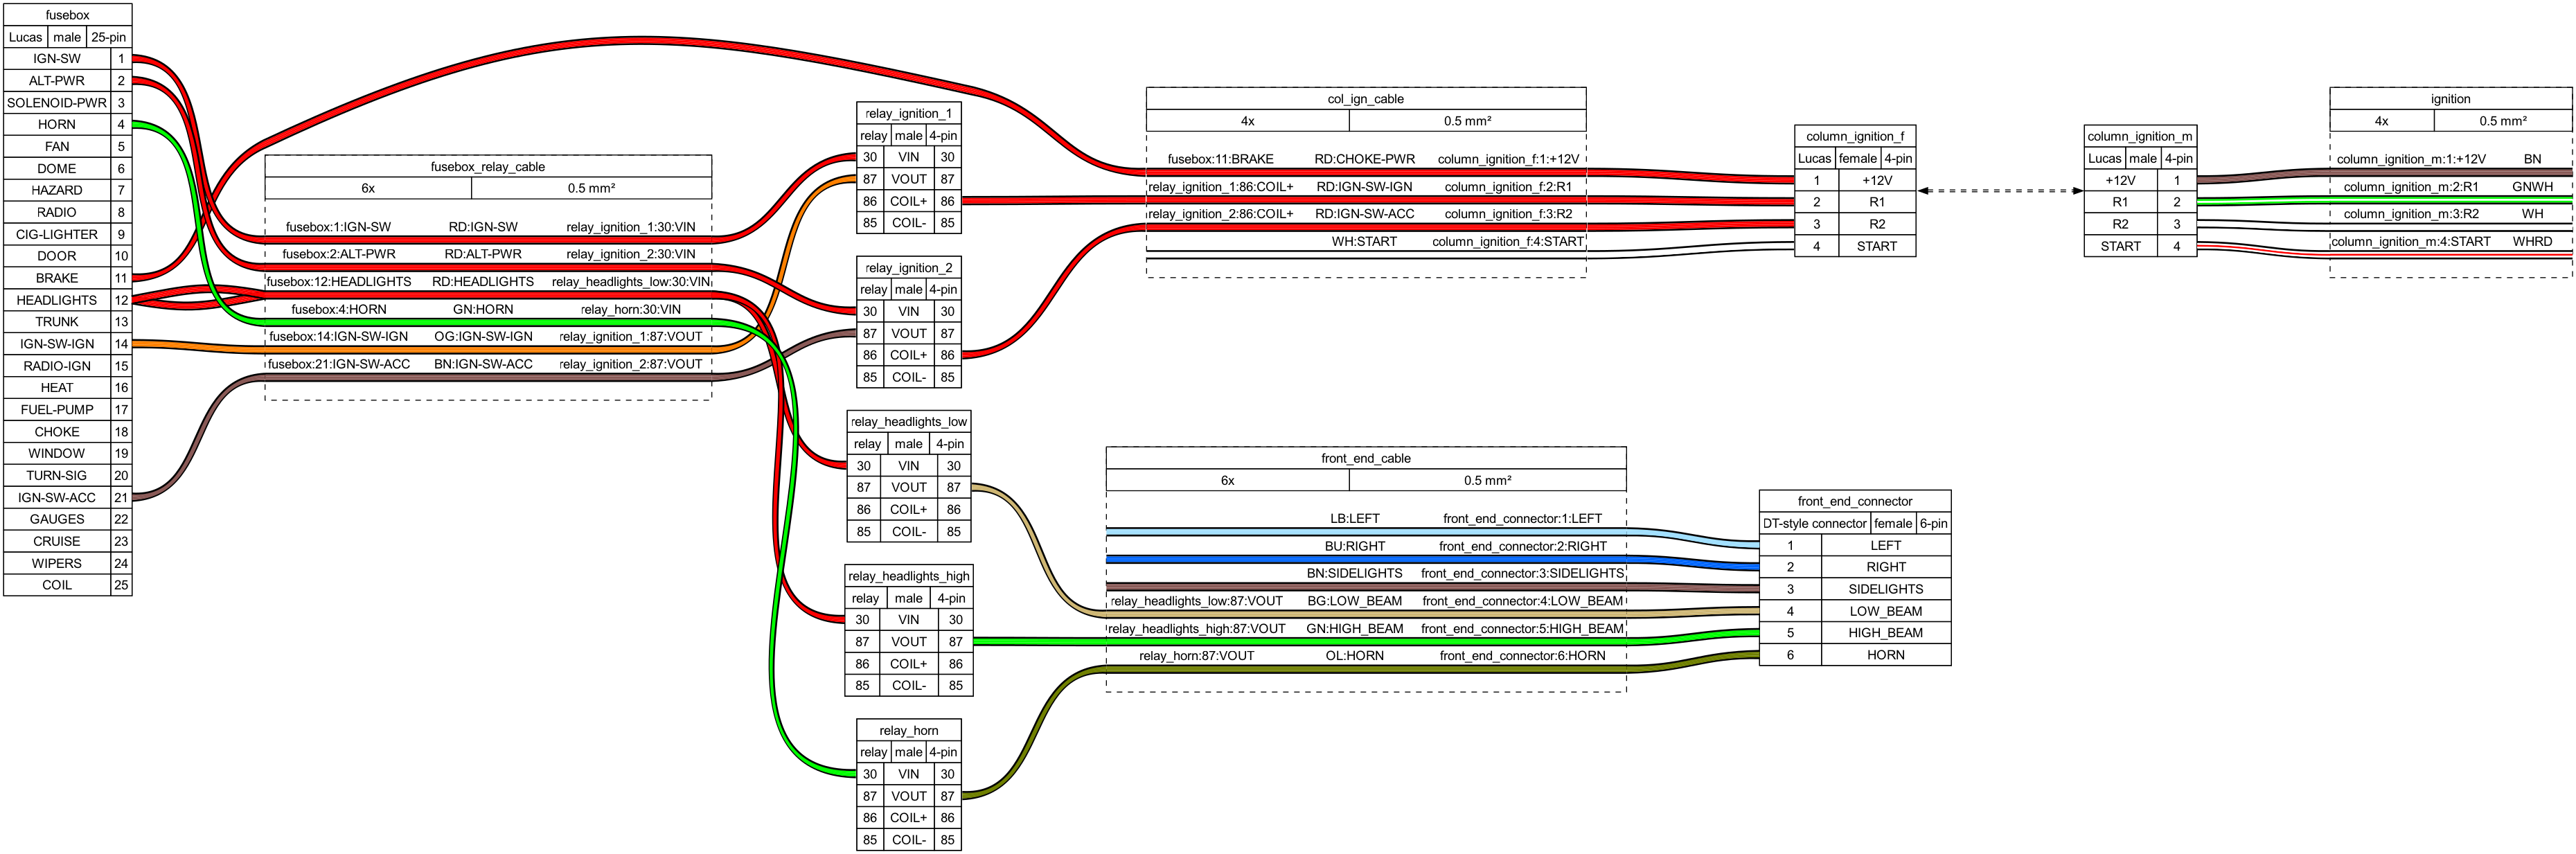 fusebox
Lucas male 25-pin
IGN-SW 1
ALT-PWR 2
SOLENOID-PWR 3
HORN 4
FAN 5
DOME 6
HAZARD 7
RADIO 8
CIG-LIGHTER 9
DOOR 10
BRAKE 11
HEADLIGHTS 12
TRUNK 13
IGN-SW-IGN 14
RADIO-IGN 15
HEAT 16
FUEL-PUMP 17
CHOKE 18
WINDOW 19
TURN-SIG 20
IGN-SW-ACC 21
GAUGES 22
CRUISE 23
WIPERS 24
COIL 25
fusebox_relay_cable
6x 0.5 mm²
fusebox:1:IGN-SW RD:IGN-SW relay_ignition_1:30:VIN
fusebox:2:ALT-PWR RD:ALT-PWR relay_ignition_2:30:VIN
fusebox:12:HEADLIGHTS RD:HEADLIGHTS relay_headlights_low:30:VIN
fusebox:4:HORN GN:HORN relay_horn:30:VIN
fusebox:14:IGN-SW-IGN OG:IGN-SW-IGN relay_ignition_1:87:VOUT
fusebox:21:IGN-SW-ACC BN:IGN-SW-ACC relay_ignition_2:87:VOUT
relay_ignition_1
relay male 4-pin
30 VIN 30
87 VOUT 87
86 COIL+ 86
85 COIL- 85
relay_ignition_2
relay male 4-pin
30 VIN 30
87 VOUT 87
86 COIL+ 86
85 COIL- 85
relay_headlights_low
relay male 4-pin
30 VIN 30
87 VOUT 87
86 COIL+ 86
85 COIL- 85
relay_headlights_high
relay male 4-pin
30 VIN 30
87 VOUT 87
86 COIL+ 86
85 COIL- 85
relay_horn
relay male 4-pin
30 VIN 30
87 VOUT 87
86 COIL+ 86
85 COIL- 85
col_ign_cable
4x 0.5 mm²
fusebox:11:BRAKE RD:CHOKE-PWR column_ignition_f:1:+12V
relay_ignition_1:86:COIL+ RD:IGN-SW-IGN column_ignition_f:2:R1
relay_ignition_2:86:COIL+ RD:IGN-SW-ACC column_ignition_f:3:R2
WH:START column_ignition_f:4:START
front_end_cable
6x 0.5 mm²
LB:LEFT front_end_connector:1:LEFT
BU:RIGHT front_end_connector:2:RIGHT
BN:SIDELIGHTS front_end_connector:3:SIDELIGHTS
relay_headlights_low:87:VOUT BG:LOW_BEAM front_end_connector:4:LOW_BEAM
relay_headlights_high:87:VOUT GN:HIGH_BEAM front_end_connector:5:HIGH_BEAM
relay_horn:87:VOUT OL:HORN front_end_connector:6:HORN
column_ignition_f
Lucas female 4-pin
1 +12V
2 R1
3 R2
4 START
front_end_connector
DT-style connector female 6-pin
1 LEFT
2 RIGHT
3 SIDELIGHTS
4 LOW_BEAM
5 HIGH_BEAM
6 HORN
column_ignition_m
Lucas male 4-pin
+12V 1
R1 2
R2 3
START 4
ignition
4x 0.5 mm²
column_ignition_m:1:+12V BN
column_ignition_m:2:R1 GNWH
column_ignition_m:3:R2 WH
column_ignition_m:4:START WHRD